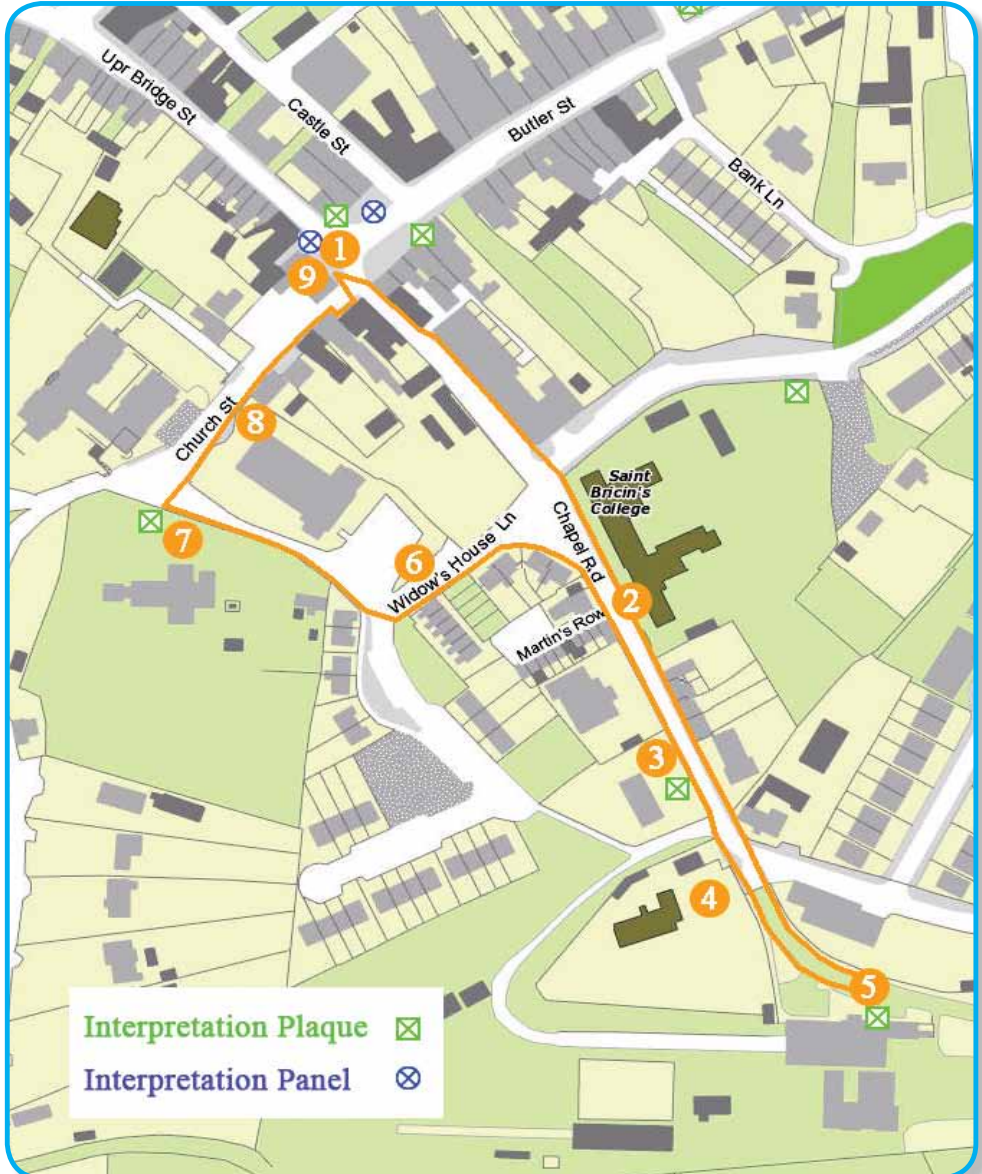 Upr Bridge St
Castle St
Butler St
Bank Ln
1
9
Church St
8
Saint
Bricin's
College
Chapel R.d
7
6
Widow's House Ln
2
Martin's Row
3
4
5
Interpretation Plaque
Interpretation Panel